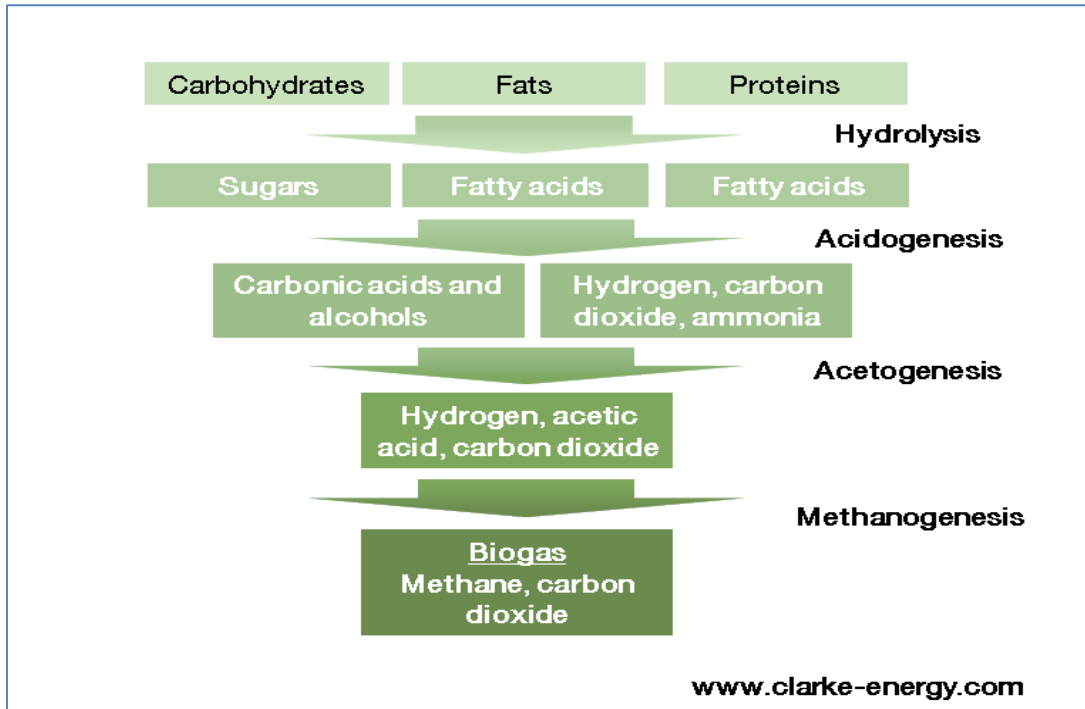 Carbohydrates Fats Proteins
Hydrolysis
Sugars Fatty acids Fatty acids
Acidogenesis
Carbonic acids and
alcohols
Hydrogen, carbon
dioxide, ammonia
Acetogenesis
Hydrogen, acetic
acid, carbon dioxide
Methanogenesis
Biogas
Methane, carbon
dioxide
www.clarke-energy.com